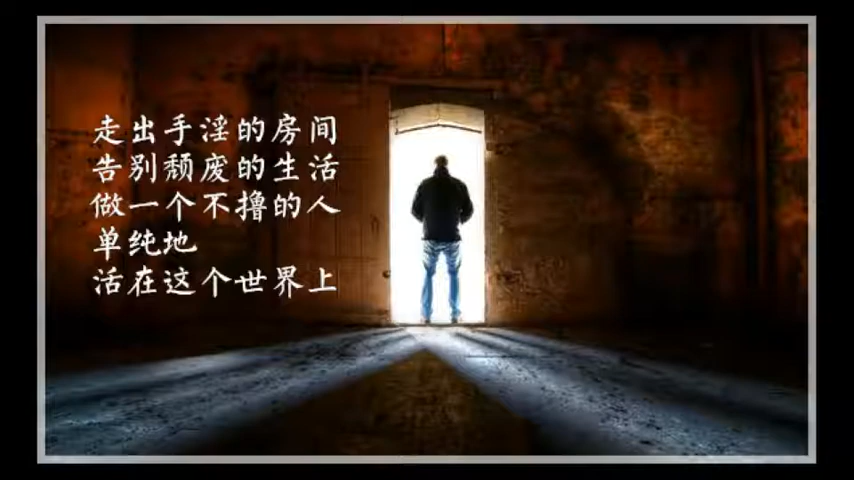 走出手淫的房间
告别颓废的生活
做一个不撸的人
单纯地
活在这个世界上